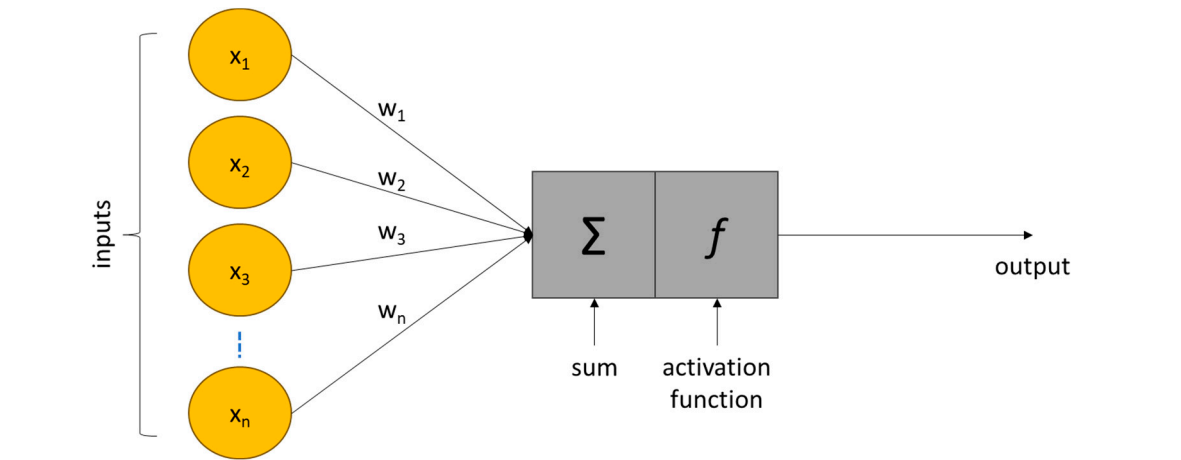 inputs
x₁
x₂
x₃
xₙ
w₁
w₂
w₃
wₙ
Σ
f
sum
activation
function
output